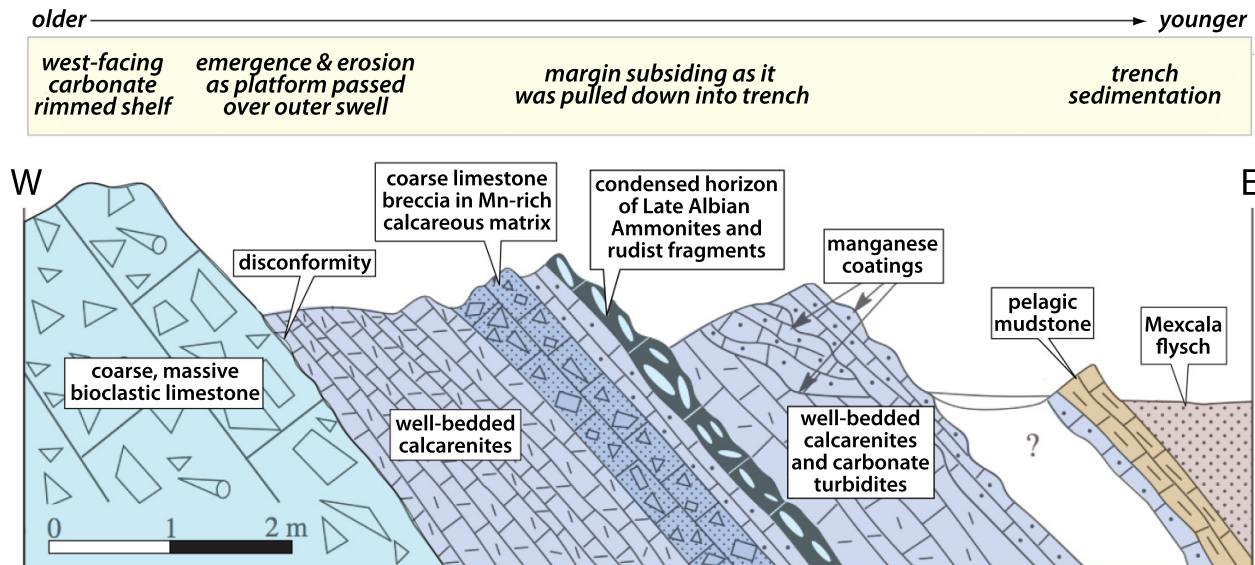 older
younger
west-facing
carbonate
rimmed shelf
emergence & erosion
as platform passed
over outer swell
margin subsiding as it
was pulled down into trench
trench
sedimentation
W
E
coarse limestone
breccia in Mn-rich
calcareous matrix
condensed horizon
of Late Albian
Ammonites and
rudist fragments
disconformity
manganese
coatings
pelagic
mudstone
Mexcala
flysch
coarse, massive
bioclastic limestone
well-bedded
calcarenites
well-bedded
calcarenites
and carbonate
turbidites
?
0 1 2 m